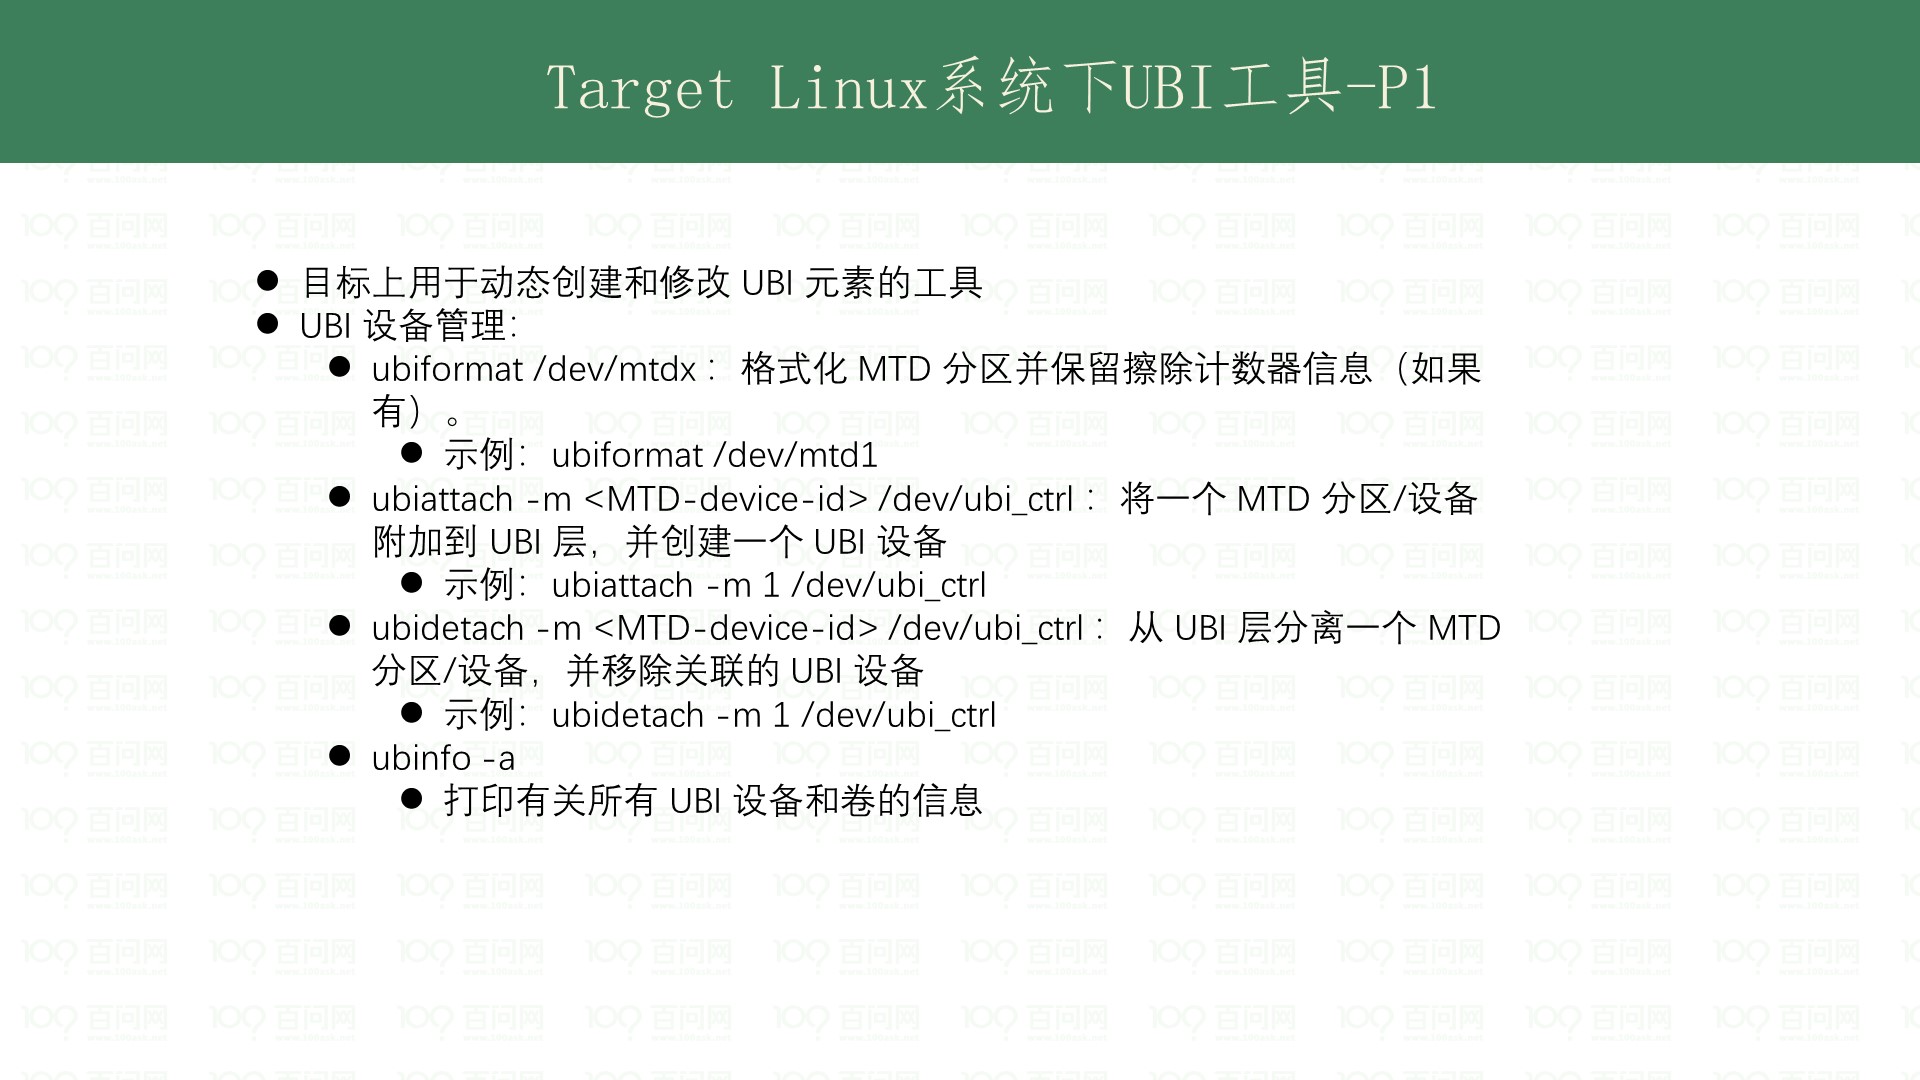 Target Linux系统下UBI工具-P1
目标上用于动态创建和修改 UBI 元素的工具
UBI 设备管理：
ubiformat /dev/mtdx： 格式化 MTD 分区并保留擦除计数器信息（如果
有）。
示例：ubiformat /dev/mtd1
ubiattach -m <MTD-device-id> /dev/ubi_ctrl： 将一个 MTD 分区/设备
附加到 UBI 层，并创建一个 UBI 设备
示例：ubiattach -m 1 /dev/ubi_ctrl
ubidetach -m <MTD-device-id> /dev/ubi_ctrl： 从 UBI 层分离一个 MTD
分区/设备，并移除关联的 UBI 设备
示例：ubidetach -m 1 /dev/ubi_ctrl
ubinfo -a
打印有关所有 UBI 设备和卷的信息
百问网
www.100ask.net